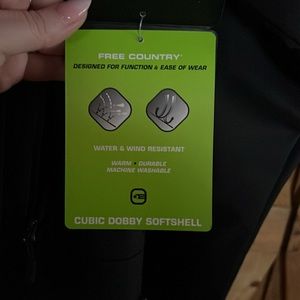 FREE COUNTRY
DESIGNED FOR FUNCTION & EASE OF WEAR
WATER & WIND RESISTANT
WARM • DURABLE
MACHINE WASHABLE
CUBIC DOBBY SOFTSHELL